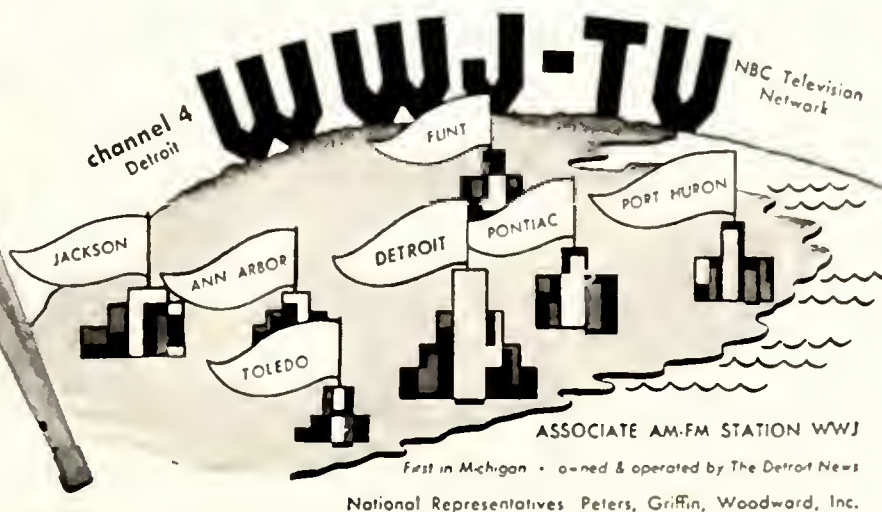 WWJ-TV
channel 4
Detroit
NBC Television
Network
FLINT
PORT HURON
PONTIAC
DETROIT
JACKSON
ANN ARBOR
TOLEDO
ASSOCIATE AM-FM STATION WWJ
First in Michigan • owned & operated by The Detroit News
National Representatives Peters, Griffin, Woodward, Inc.